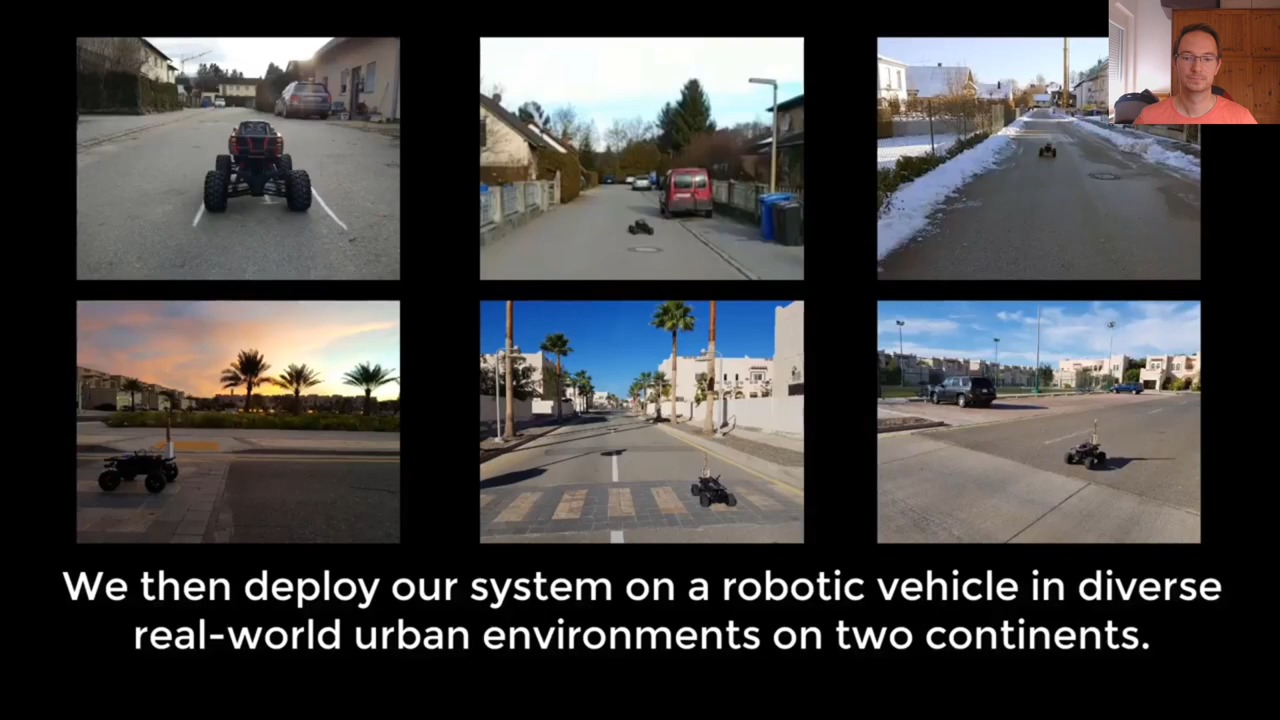 We then deploy our system on a robotic vehicle in diverse
real-world urban environments on two continents.